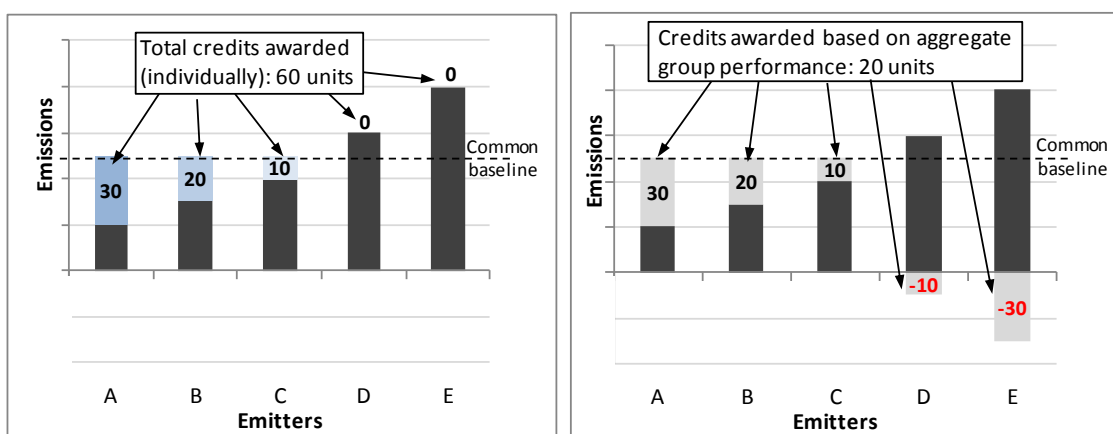 Total credits awarded
(individually): 60 units
0
0
Common
baseline
30
20
10
Emissions
A B C D E
Emitters
Credits awarded based on aggregate
group performance: 20 units
Common
baseline
30
20
10
-10
-30
Emissions
A B C D E
Emitters